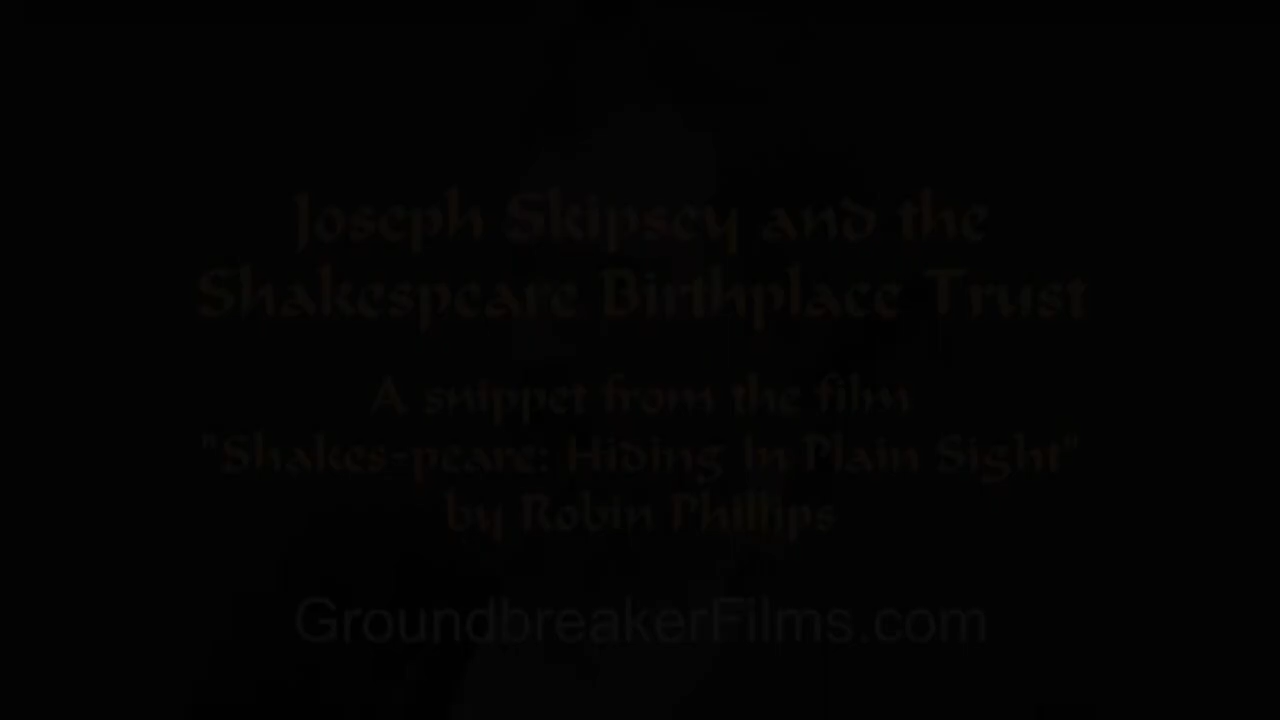 Joseph Skipsey and the
Shakespeare Birthplace Trust
A snippet from the film
"Shakes-peare: Hiding In Plain Sight"
by Robin Phillips
GroundbreakerFilms.com